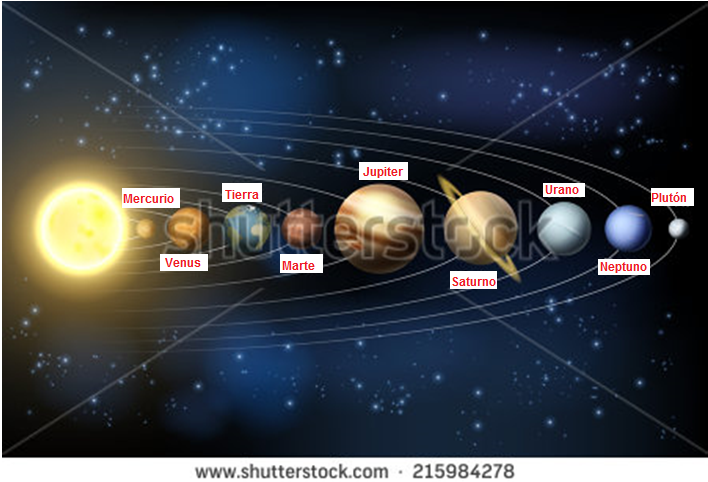 Jupiter
Mercurio
Tierra
Urano
Plutón
shutterstock
Venus
Marte
Saturno
Neptuno
www.shutterstock.com · 215984278